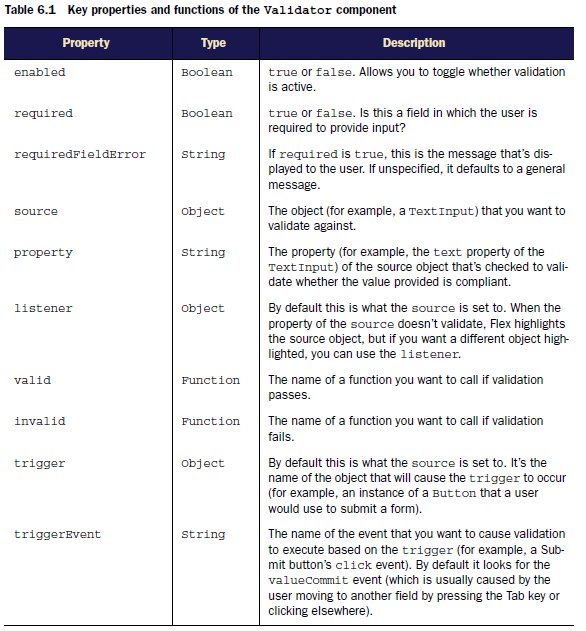 Table 6.1 Key properties and functions of the Validator component
Property Type Description
enabled Boolean true or false. Allows you to toggle whether validation
is active.
required Boolean true or false. Is this a field in which the user is
required to provide input?
requiredFieldError String If required is true, this is the message that's dis-
played to the user. If unspecified, it defaults to a general
message.
source Object The object (for example, a TextInput) that you want to
validate against.
property String The property (for example, the text property of the
TextInput) of the source object that's checked to vali-
date whether the value provided is compliant.
listener Object By default this is what the source is set to. When the
property of the source doesn't validate, Flex highlights
the source object, but if you want a different object high-
lighted, you can use the listener.
valid Function The name of a function you want to call if validation
passes.
invalid Function The name of a function you want to call if validation
fails.
trigger Object By default this is what the source is set to. It's the
name of the object that will cause the trigger to occur
(for example, an instance of a Button that a user
would use to submit a form).
triggerEvent String The name of the event that you want to cause validation
to execute based on the trigger (for example, a Sub-
mit button's click event). By default it looks for the
valueCommit event (which is usually caused by the
user moving to another field by pressing the Tab key or
clicking elsewhere).